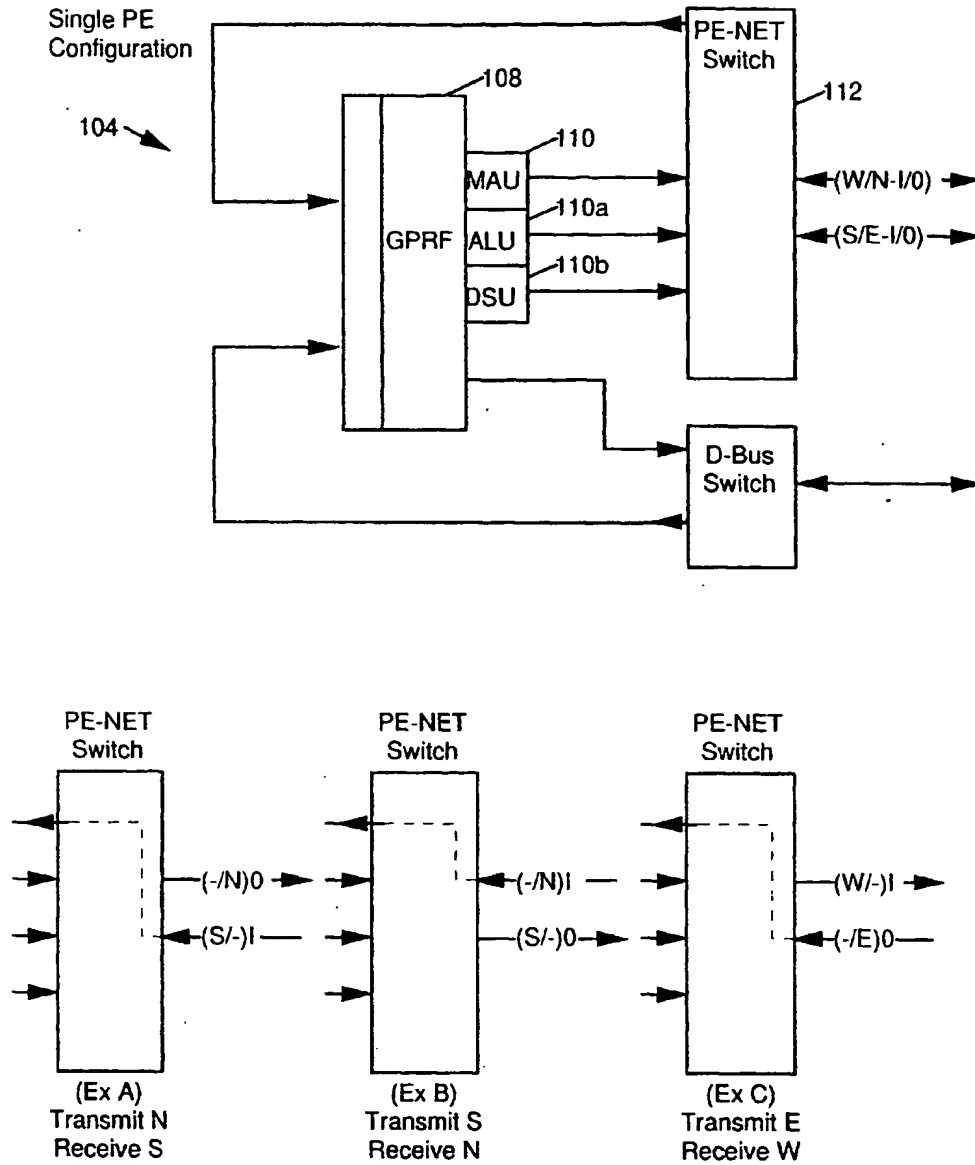 Single PE
Configuration
104
108
110
MAU
110a
GPRF
ALU
110b
DSU
PE-NET
Switch
112
(W/N-I/0)
(S/E-I/0)
D-Bus
Switch
PE-NET
Switch
(-/N)0
(S/-)I
(Ex A)
Transmit N
Receive S
PE-NET
Switch
(-/N)I
(S/-)0
(Ex B)
Transmit S
Receive N
PE-NET
Switch
(W/-)I
(-/E)0
(Ex C)
Transmit E
Receive W